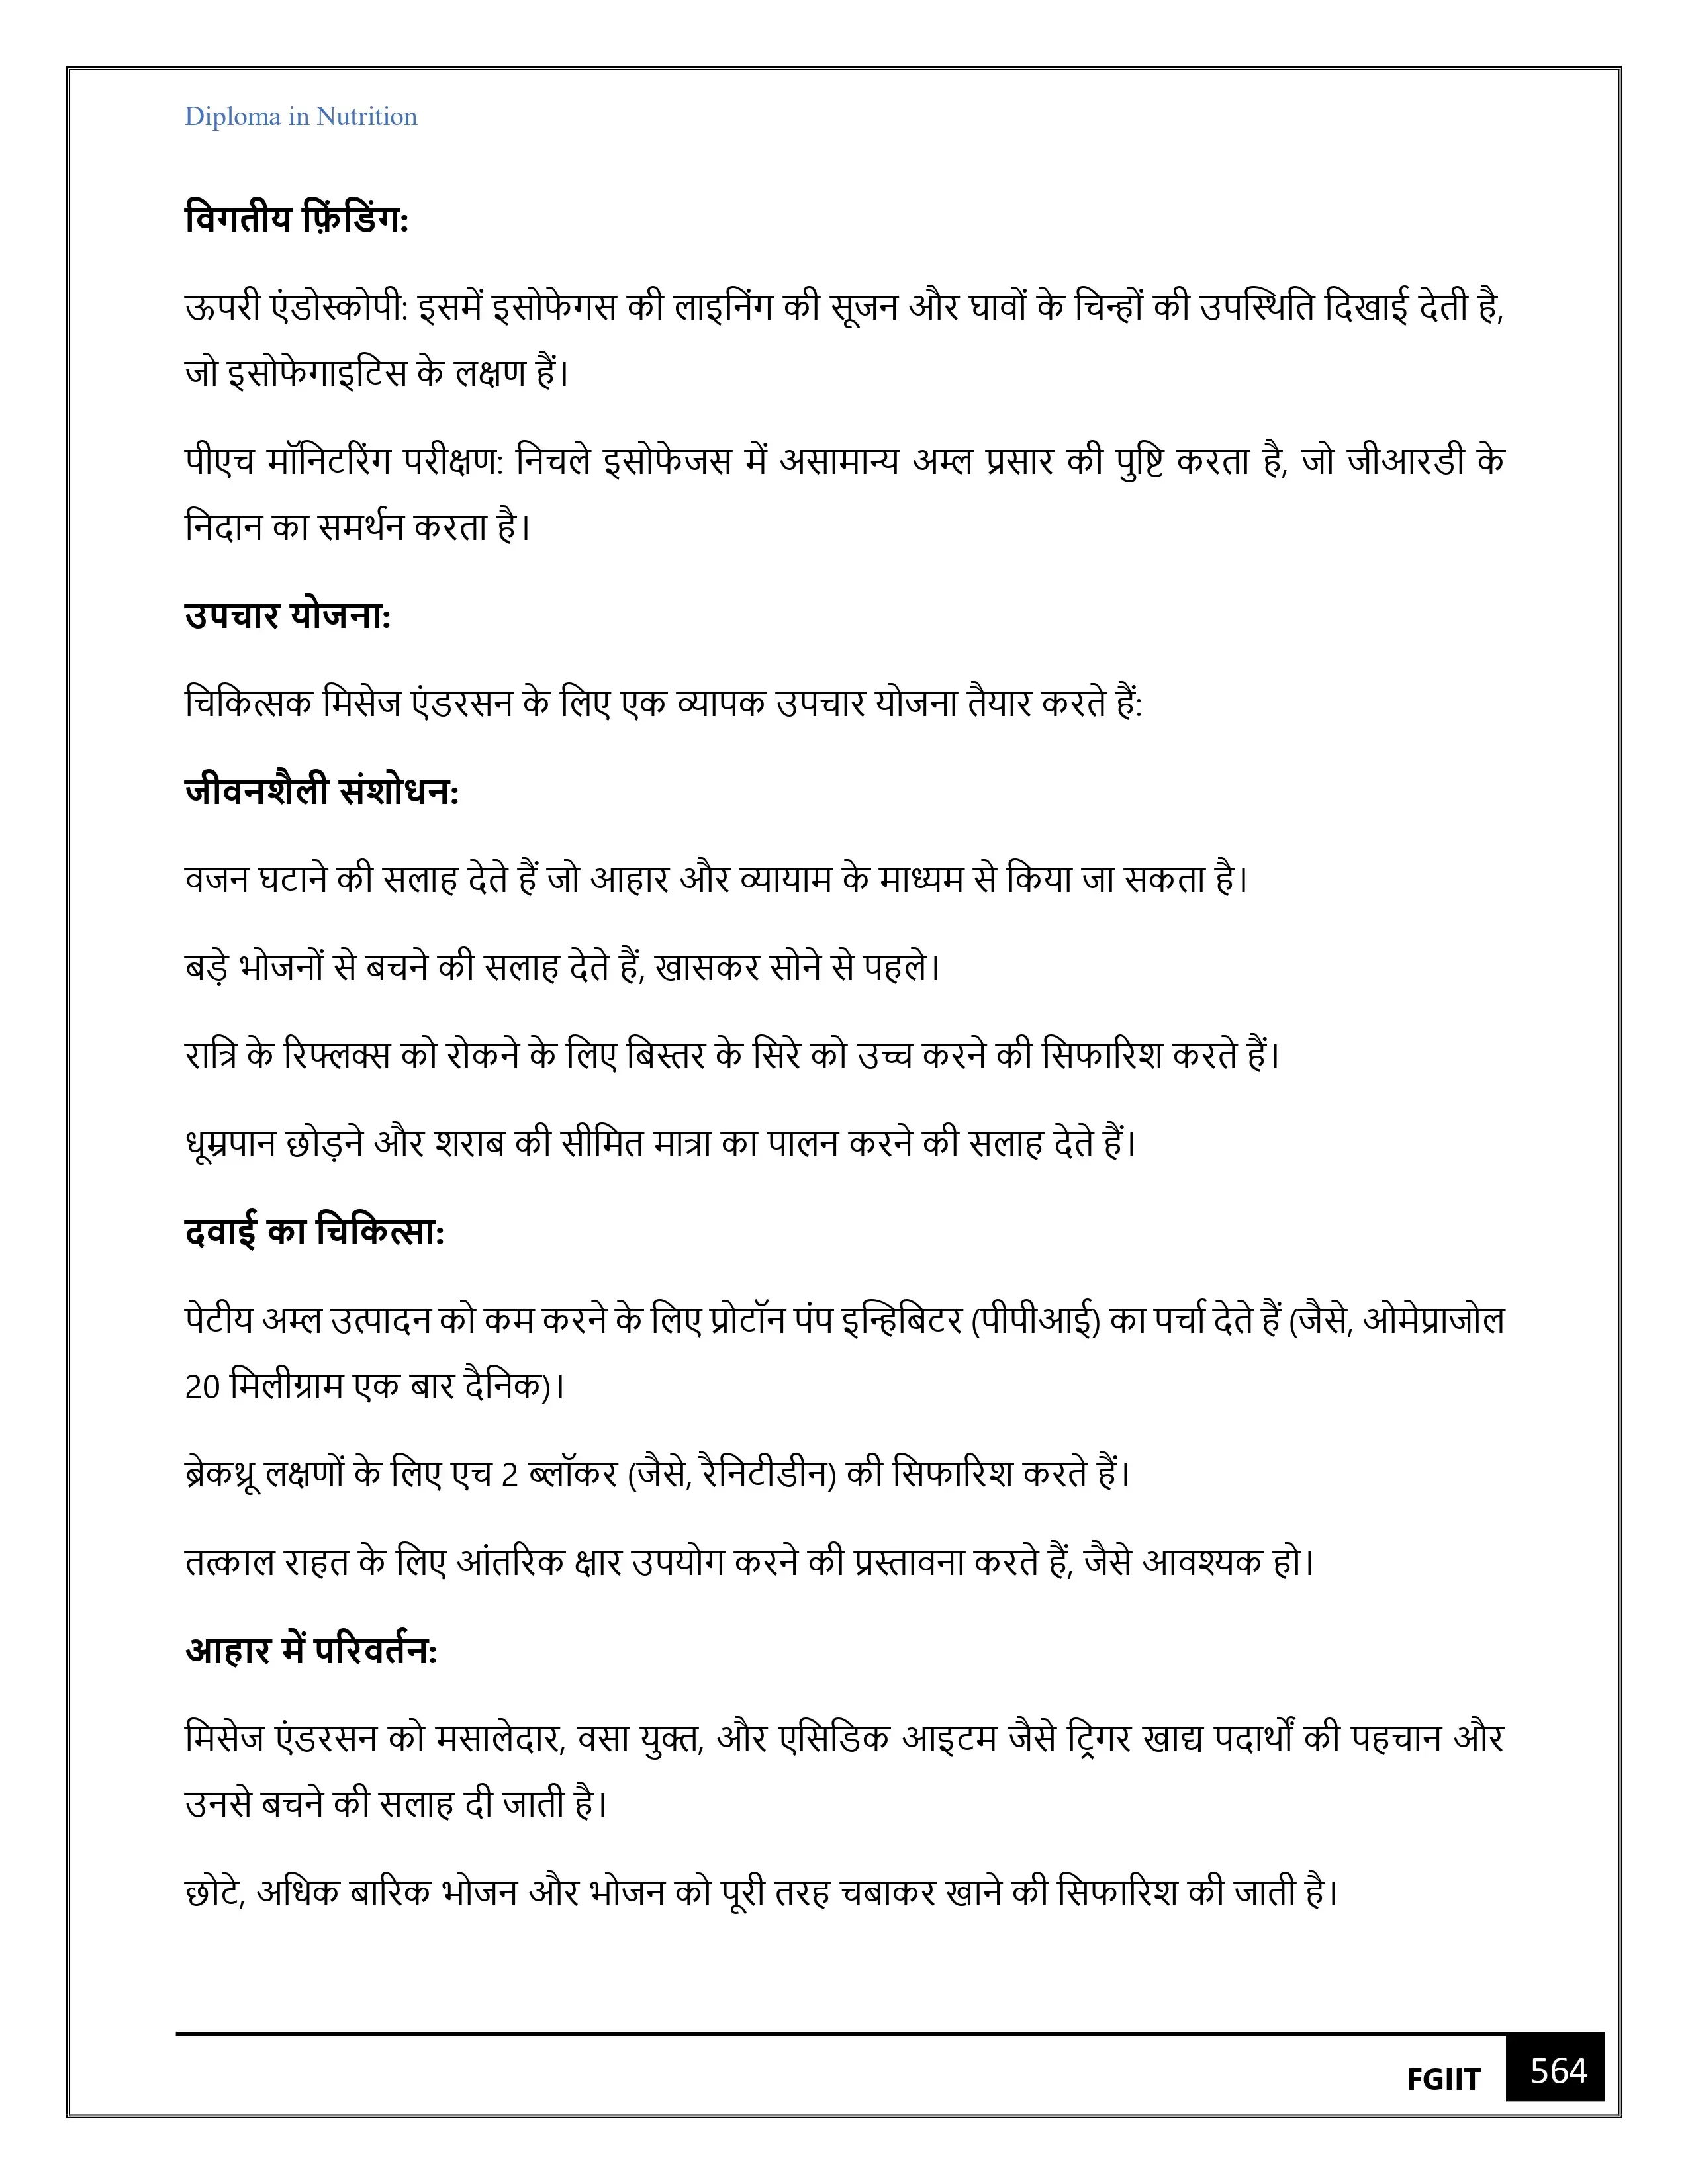 Diploma in Nutrition
विगतीय फ़िंडिंग:
ऊपरी एंडोस्कोपी: इसमें इसोफेगस की लाइनिंग की सूजन और घावों के चिन्हों की उपस्थिति दिखाई देती है,
जो इसोफेगाइटिस के लक्षण हैं।
पीएच मॉनिटरिंग परीक्षण: निचले इसोफेजस में असामान्य अम्ल प्रसार की पुष्टि करता है, जो जीआरडी के
निदान का समर्थन करता है।
उपचार योजना:
चिकित्सक मिसेज एंडरसन के लिए एक व्यापक उपचार योजना तैयार करते हैं:
जीवनशैली संशोधन:
वजन घटाने की सलाह देते हैं जो आहार और व्यायाम के माध्यम से किया जा सकता है।
बड़े भोजनों से बचने की सलाह देते हैं, खासकर सोने से पहले।
रात्रि के रिफ्लक्स को रोकने के लिए बिस्तर के सिरे को उच्च करने की सिफारिश करते हैं।
धूम्रपान छोड़ने और शराब की सीमित मात्रा का पालन करने की सलाह देते हैं।
दवाई का चिकित्सा:
पेटीय अम्ल उत्पादन को कम करने के लिए प्रोटॉन पंप इन्हिबिटर (पीपीआई) का पर्चा देते हैं (जैसे, ओमेप्राजोल
20 मिलीग्राम एक बार दैनिक)।
ब्रेकथ्रू लक्षणों के लिए एच 2 ब्लॉकर (जैसे, रैनिटीडीन) की सिफारिश करते हैं।
तत्काल राहत के लिए आंतरिक क्षार उपयोग करने की प्रस्तावना करते हैं, जैसे आवश्यक हो।
आहार में परिवर्तन:
मिसेज एंडरसन को मसालेदार, वसा युक्त, और एसिडिक आइटम जैसे ट्रिगर खाद्य पदार्थों की पहचान और
उनसे बचने की सलाह दी जाती है।
छोटे, अधिक बारिक भोजन और भोजन को पूरी तरह चबाकर खाने की सिफारिश की जाती है।
FGIIT 564